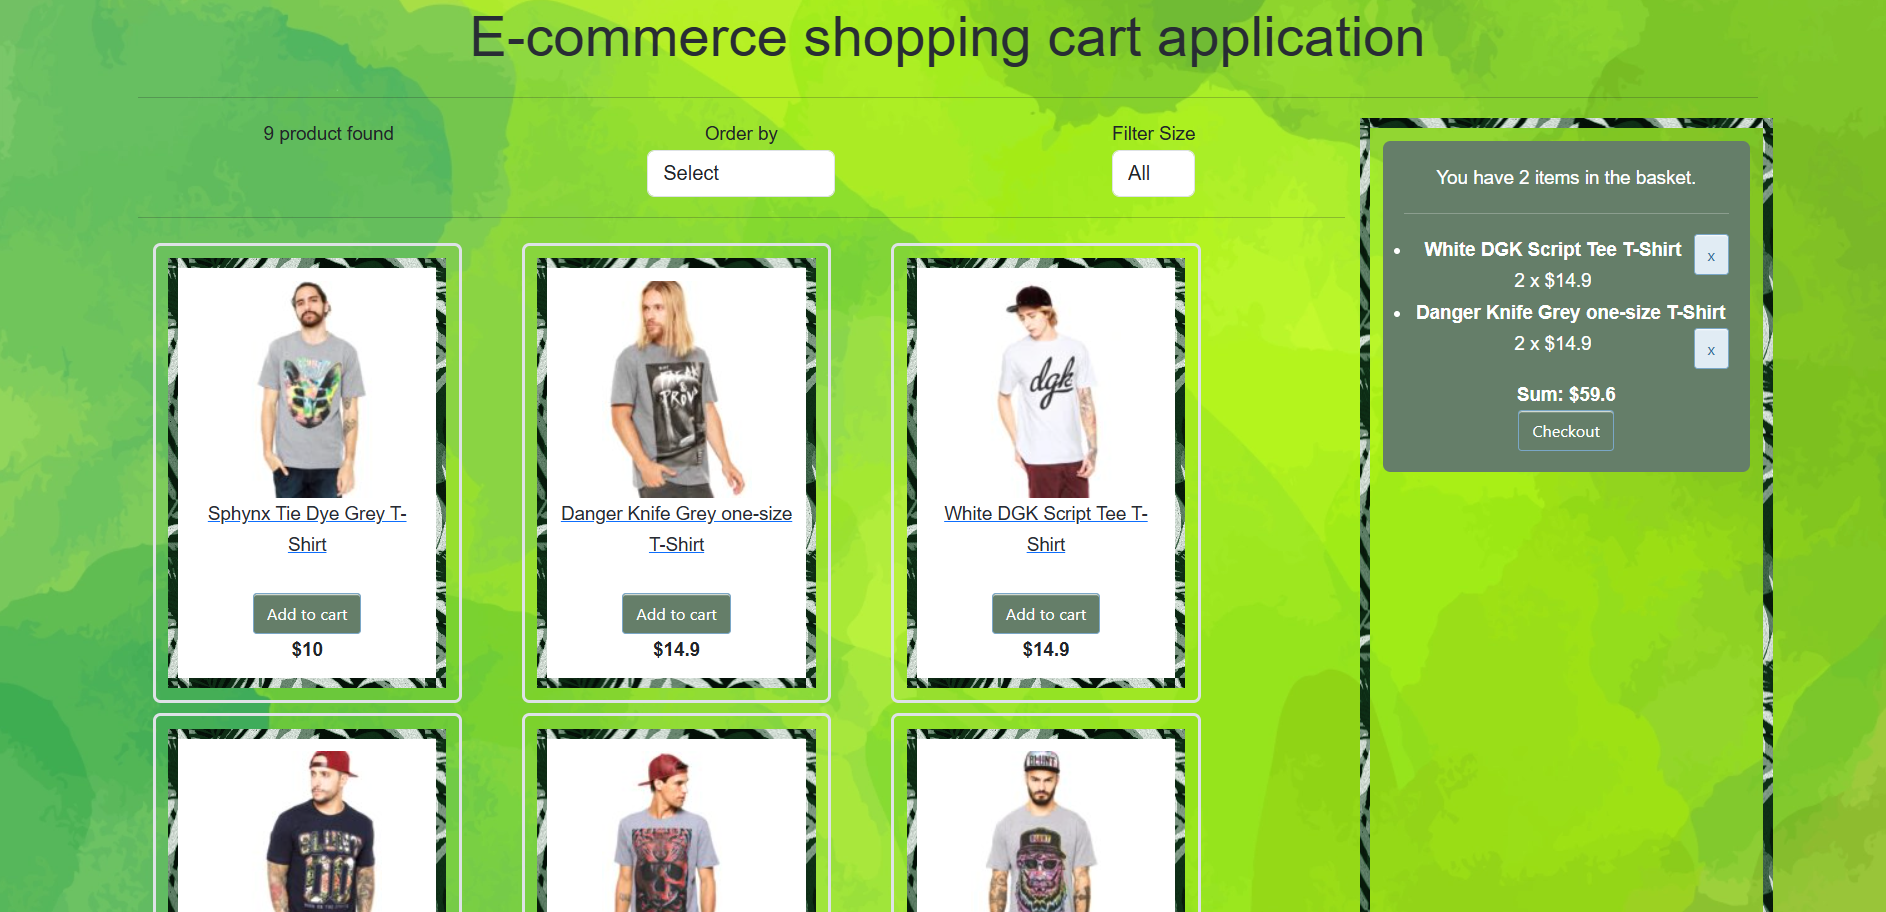 E-commerce shopping cart application
9 product found
Order by
Select
Filter Size
All
You have 2 items in the basket.
White DGK Script Tee T-Shirt
x
2 x $14.9
Danger Knife Grey one-size T-Shirt
2 x $14.9
x
Sum: $59.6
Checkout
dgk
Sphynx Tie Dye Grey T-
Shirt
Add to cart
$10
Danger Knife Grey one-size
T-Shirt
Add to cart
$14.9
White DGK Script Tee T-
Shirt
Add to cart
$14.9